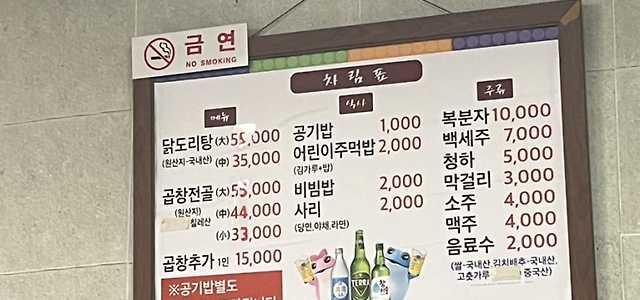 금연
NO SMOKING
차림표
메뉴
닭도리탕 (大) 55,000
(원산지-국내산) (中) 35,000
곱창전골 (大) 55,000
(원산지) (中) 44,000
칠레산 (小) 33,000
곱창추가 1인 15,000
※공기밥별도
식사
공기밥 1,000
어린이주먹밥 2,000
(김가루+밥)
비빔밥 2,000
사리 2,000
(당면,야채,라면)
TERRA
주류
복분자 10,000
백세주 7,000
청하 5,000
막걸리 3,000
소주 4,000
맥주 4,000
음료수 2,000
(쌀-국내산,김치배추-국내산,
고춧가루 중국산)